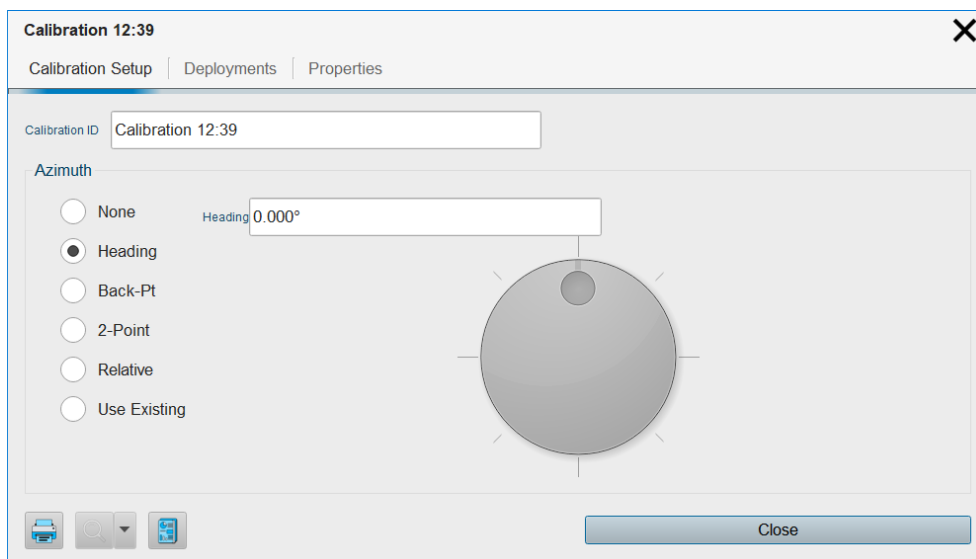 Calibration 12:39
Calibration Setup Deployments Properties
Calibration ID Calibration 12:39
Azimuth
None
Heading 0.000°
Heading
Back-Pt
2-Point
Relative
Use Existing
Close